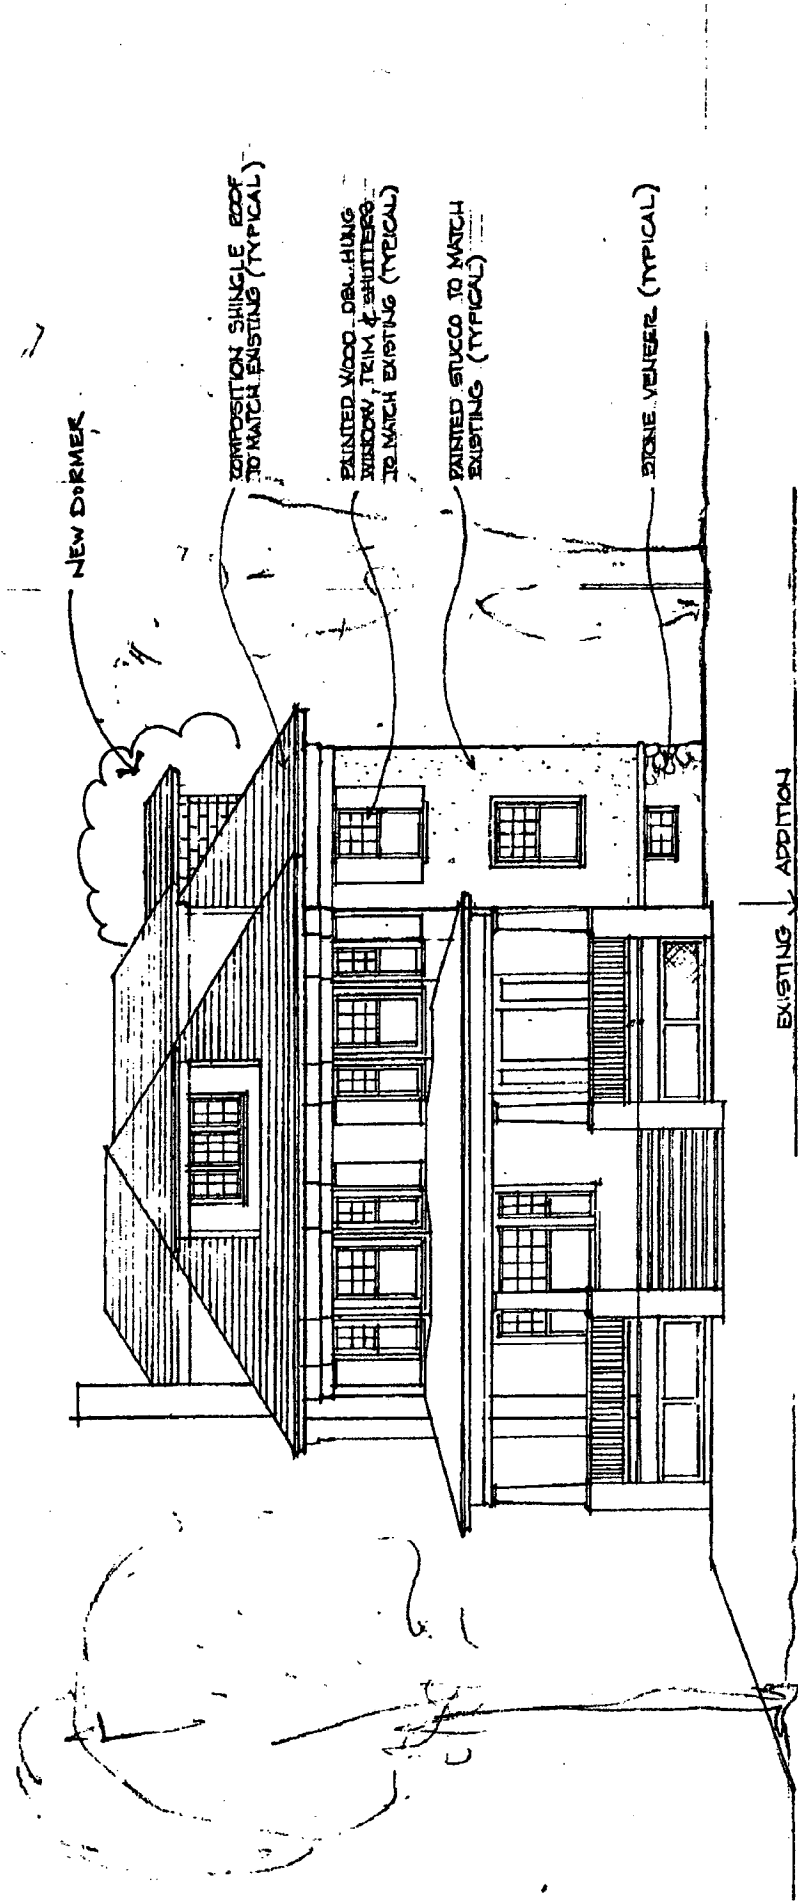 NEW DORMER
COMPOSITION SHINGLE ROOF
TO MATCH EXISTING (TYPICAL)
PAINTED WOOD DBL. HUNG
WINDOW, TRIM & SHUTTERS
TO MATCH EXISTING (TYPICAL)
PAINTED STUCCO TO MATCH
EXISTING (TYPICAL)
STONE VENEER (TYPICAL)
EXISTING ADDITION